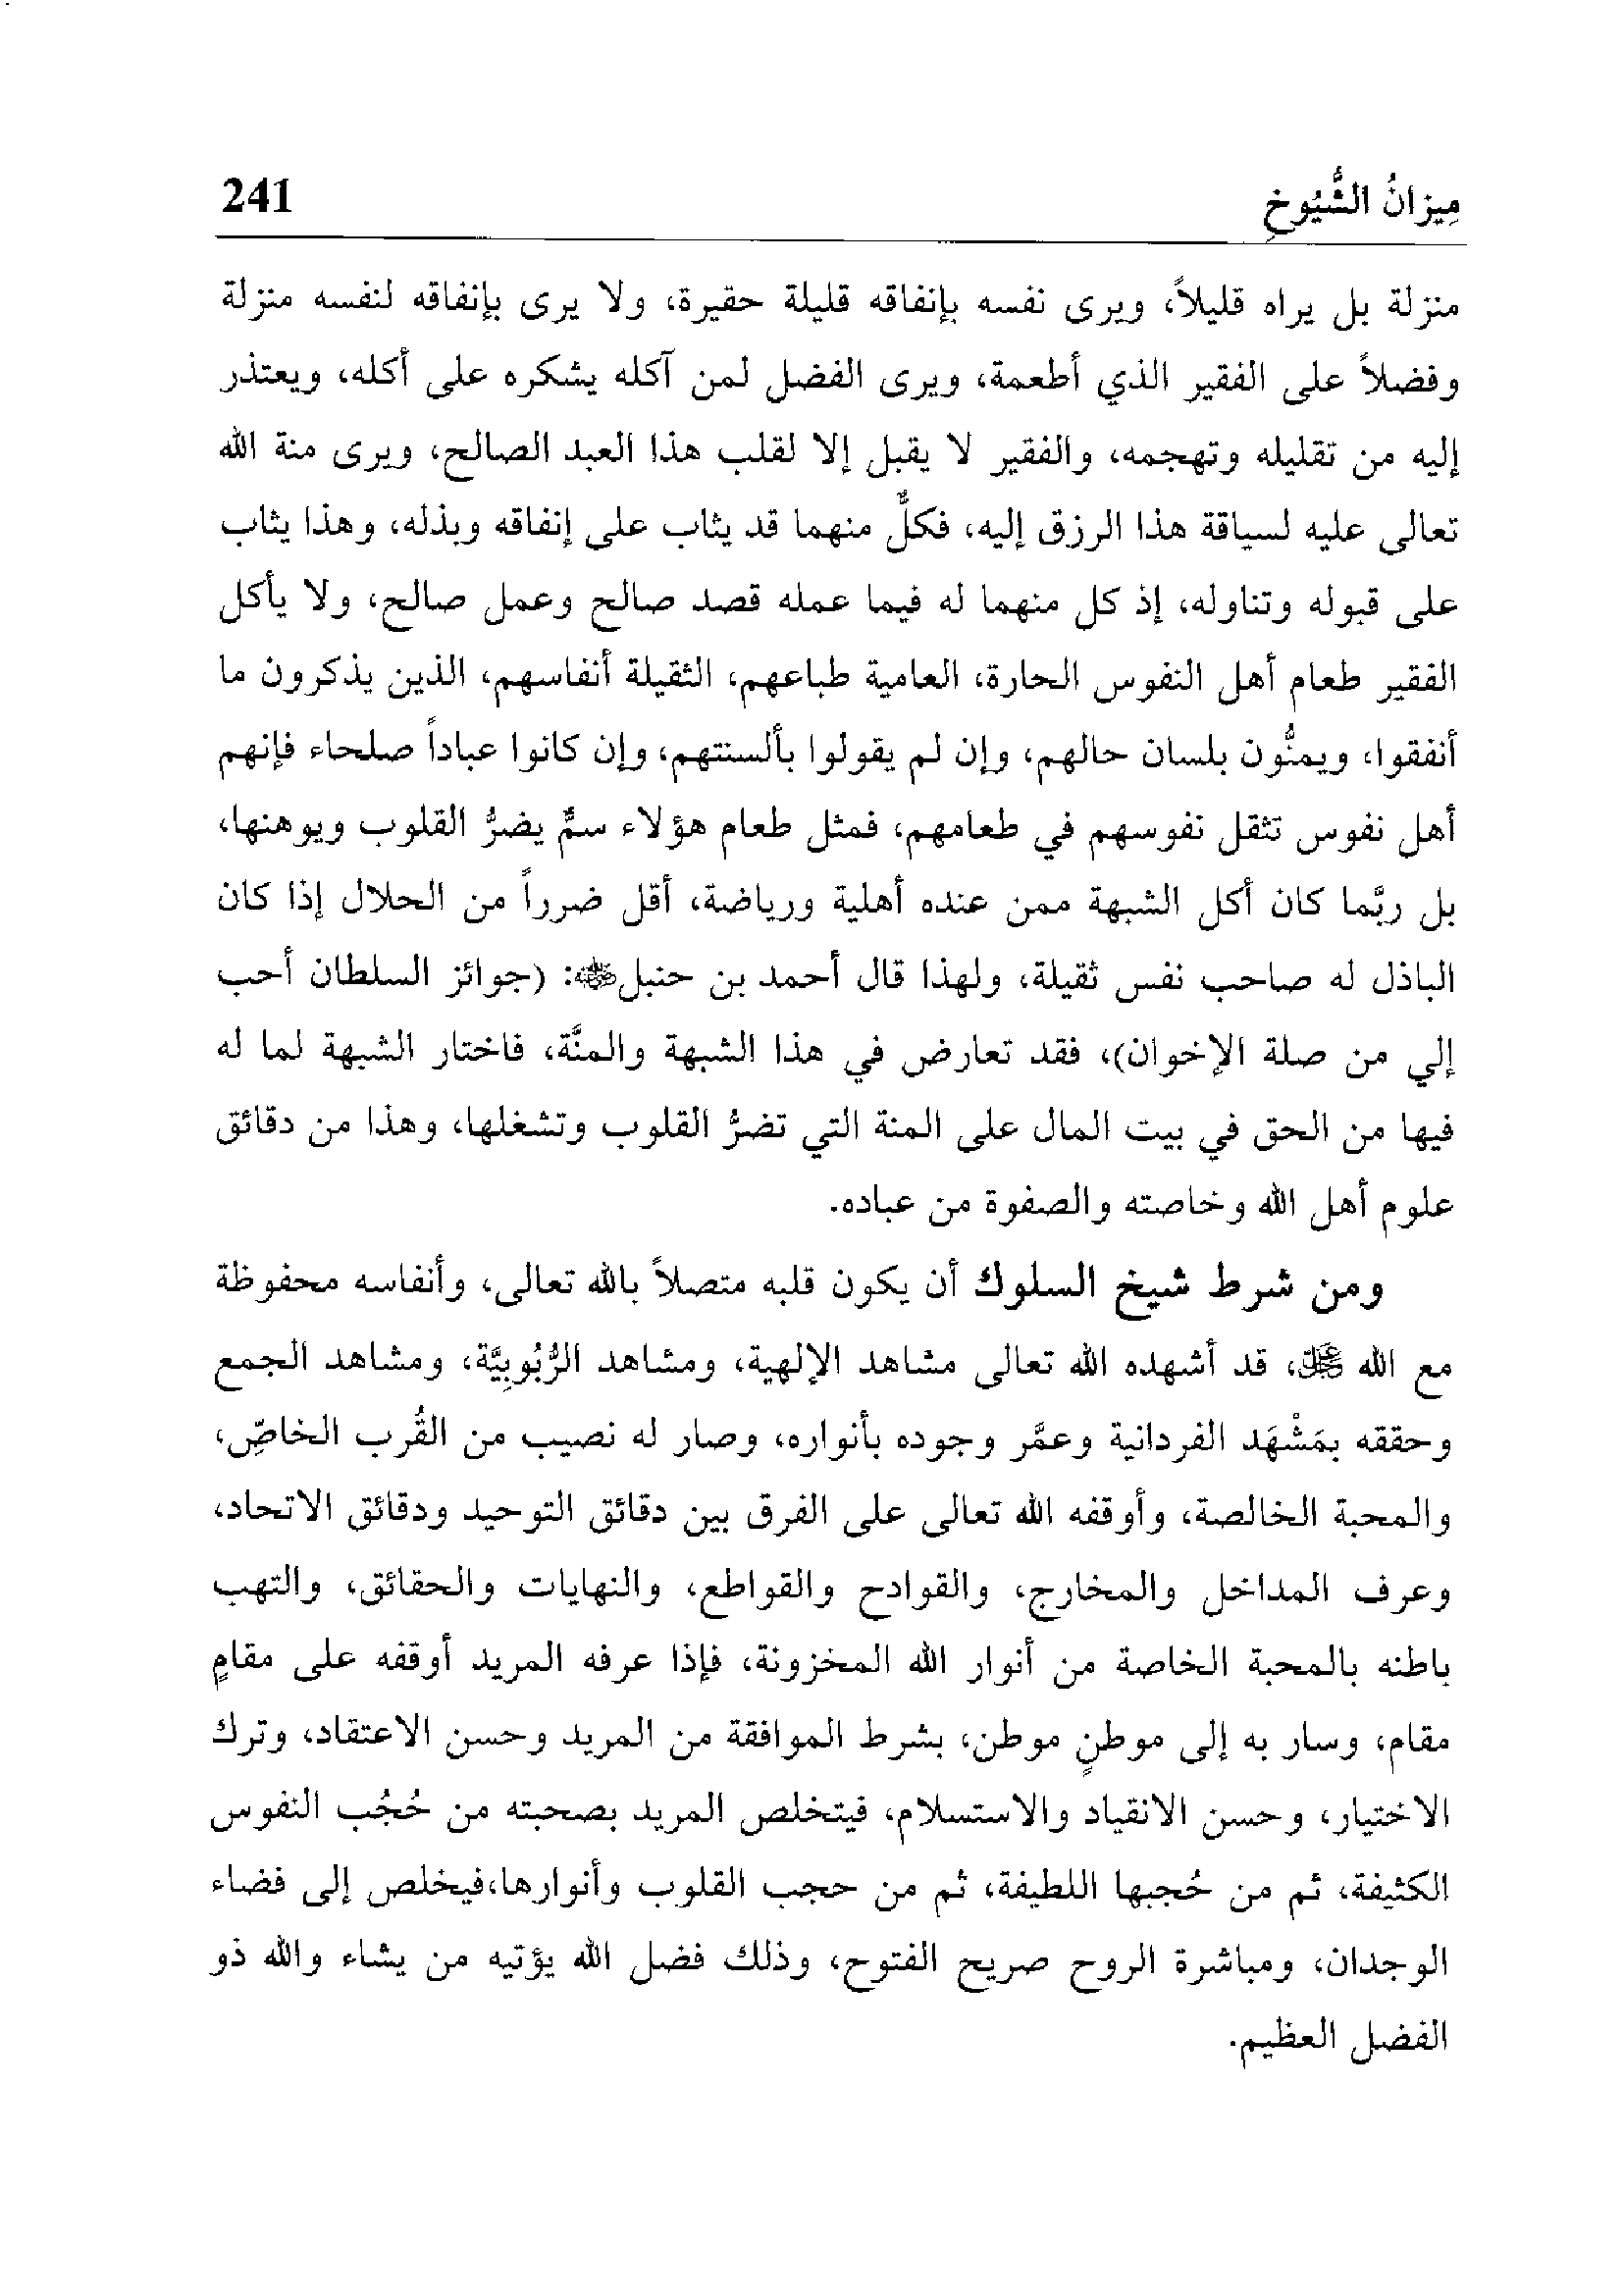 مِيزانُ الشُّيُوخِ 241
منزلة بل يراه قليلاً، ويرى نفسه بإنفاقه قليلة حقيرة، ولا يرى بإنفاقه لنفسه منزلة
وفضلاً على الفقير الذي أطعمة، ويرى الفضل لمن آكله يشكره على أكله، ويعتذر
إليه من تقليله وتهجمه، والفقير لا يقبل إلا لقلب هذا العبد الصالح، ويرى منة الله
تعالى عليه لسياقة هذا الرزق إليه، فكلٌّ منهما قد يثاب على إنفاقه وبذله، وهذا يثاب
على قبوله وتناوله، إذ كل منهما له فيما عمله قصد صالح وعمل صالح، ولا يأكل
الفقير طعام أهل النفوس الحارة، العامية طباعهم، الثقيلة أنفاسهم، الذين يذكرون ما
أنفقوا، ويمنُّون بلسان حالهم، وإن لم يقولوا بألسنتهم، وإن كانوا عباداً صلحاء فإنهم
أهل نفوس تثقل نفوسهم في طعامهم، فمثل طعام هؤلاء سمٌّ يضرُّ القلوب ويوهنها،
بل ربَّما كان أكل الشبهة ممن عنده أهلية ورياضة، أقل ضرراً من الحلال إذا كان
الباذل له صاحب نفس ثقيلة، ولهذا قال أحمد بن حنبل رضي الله عنه: (جوائز السلطان أحب
إلي من صلة الإخوان)، فقد تعارض في هذا الشبهة والمنَّة، فاختار الشبهة لما له
فيها من الحق في بيت المال على المنة التي تضرُّ القلوب وتشغلها، وهذا من دقائق
علوم أهل الله وخاصته والصفوة من عباده.
ومن شرط شيخ السلوك أن يكون قلبه متصلاً بالله تعالى، وأنفاسه محفوظة
مع الله عز وجل، قد أشهده الله تعالى مشاهد الإلهية، ومشاهد الرُّبُوبِيَّة، ومشاهد الجمع
وحققه بمَشْهَد الفردانية وعمَّر وجوده بأنواره، وصار له نصيب من القُرب الخاصِّ،
والمحبة الخالصة، وأوقفه الله تعالى على الفرق بين دقائق التوحيد ودقائق الاتحاد،
وعرف المداخل والمخارج، والقوادح والقواطع، والنهايات والحقائق، والتهب
باطنه بالمحبة الخاصة من أنوار الله المخزونة، فإذا عرفه المريد أوقفه على مقامٍ
مقام، وسار به إلى موطنٍ موطن، بشرط الموافقة من المريد وحسن الاعتقاد، وترك
الاختيار، وحسن الانقياد والاستسلام، فيتخلص المريد بصحبته من حُجُب النفوس
الكثيفة، ثم من حُجبها اللطيفة، ثم من حجب القلوب وأنوارها،فيخلص إلى فضاء
الوجدان، ومباشرة الروح صريح الفتوح، وذلك فضل الله يؤتيه من يشاء والله ذو
الفضل العظيم.